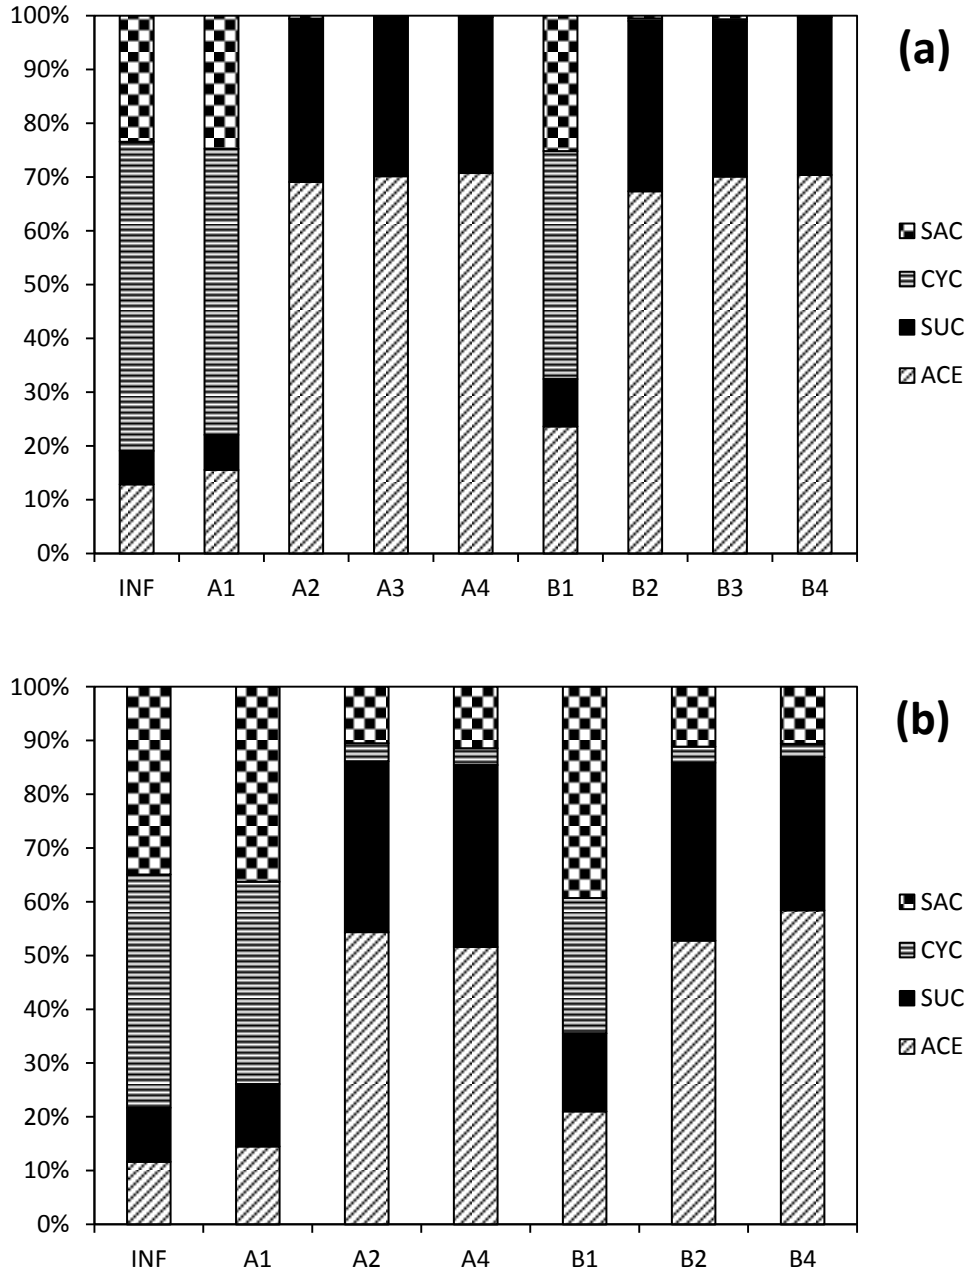 100%
90%
80%
70%
60%
50%
40%
30%
20%
10%
0%
INF A1 A2 A3 A4 B1 B2 B3 B4
(a)
SAC
CYC
SUC
ACE
100%
90%
80%
70%
60%
50%
40%
30%
20%
10%
0%
INF A1 A2 A4 B1 B2 B4
(b)
SAC
CYC
SUC
ACE